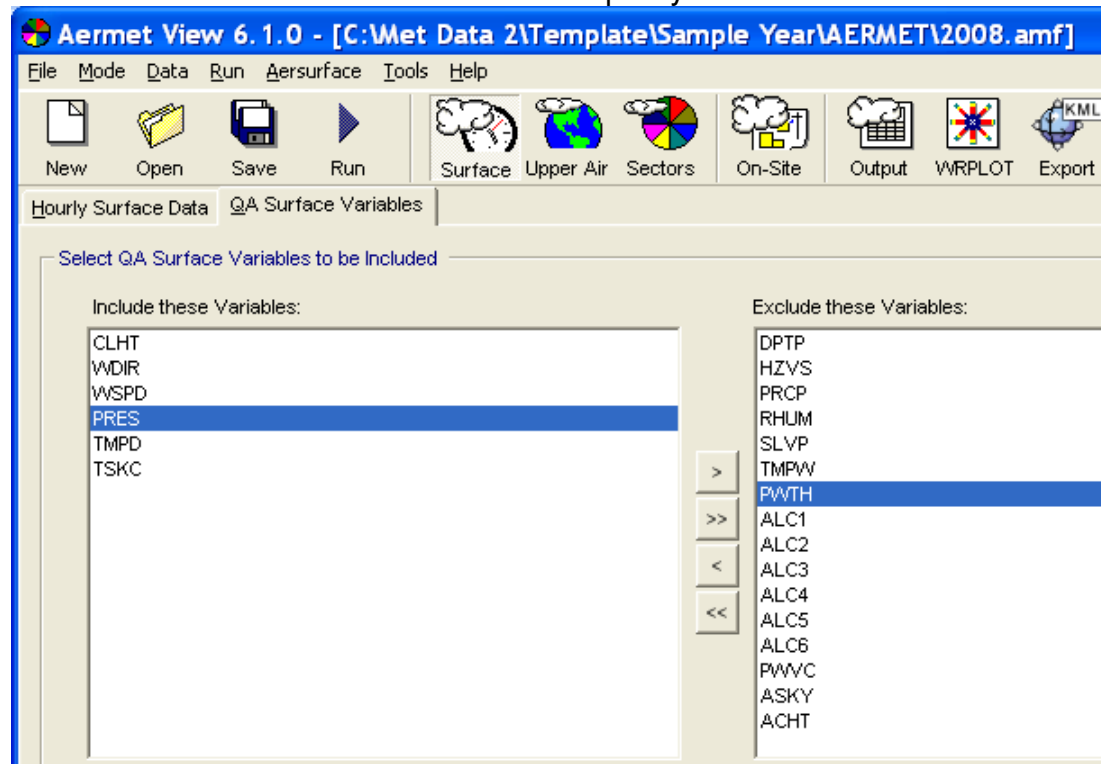 Aermet View 6.1.0 - [C:\Met Data 2\Template\Sample Year\AERMET\2008.amf]
File Mode Data Run Aersurface Tools Help
KML
New Open Save Run Surface Upper Air Sectors On-Site Output WRPLOT Export
Hourly Surface Data QA Surface Variables
Select QA Surface Variables to be Included
Include these Variables: Exclude these Variables:
CLHT
WDIR
WSPD
PRES
TMPD
TSKC
>
>>
<
<<
DPTP
HZVS
PRCP
RHUM
SLVP
TMPW
PWTH
ALC1
ALC2
ALC3
ALC4
ALC5
ALC6
PWVC
ASKY
ACHT